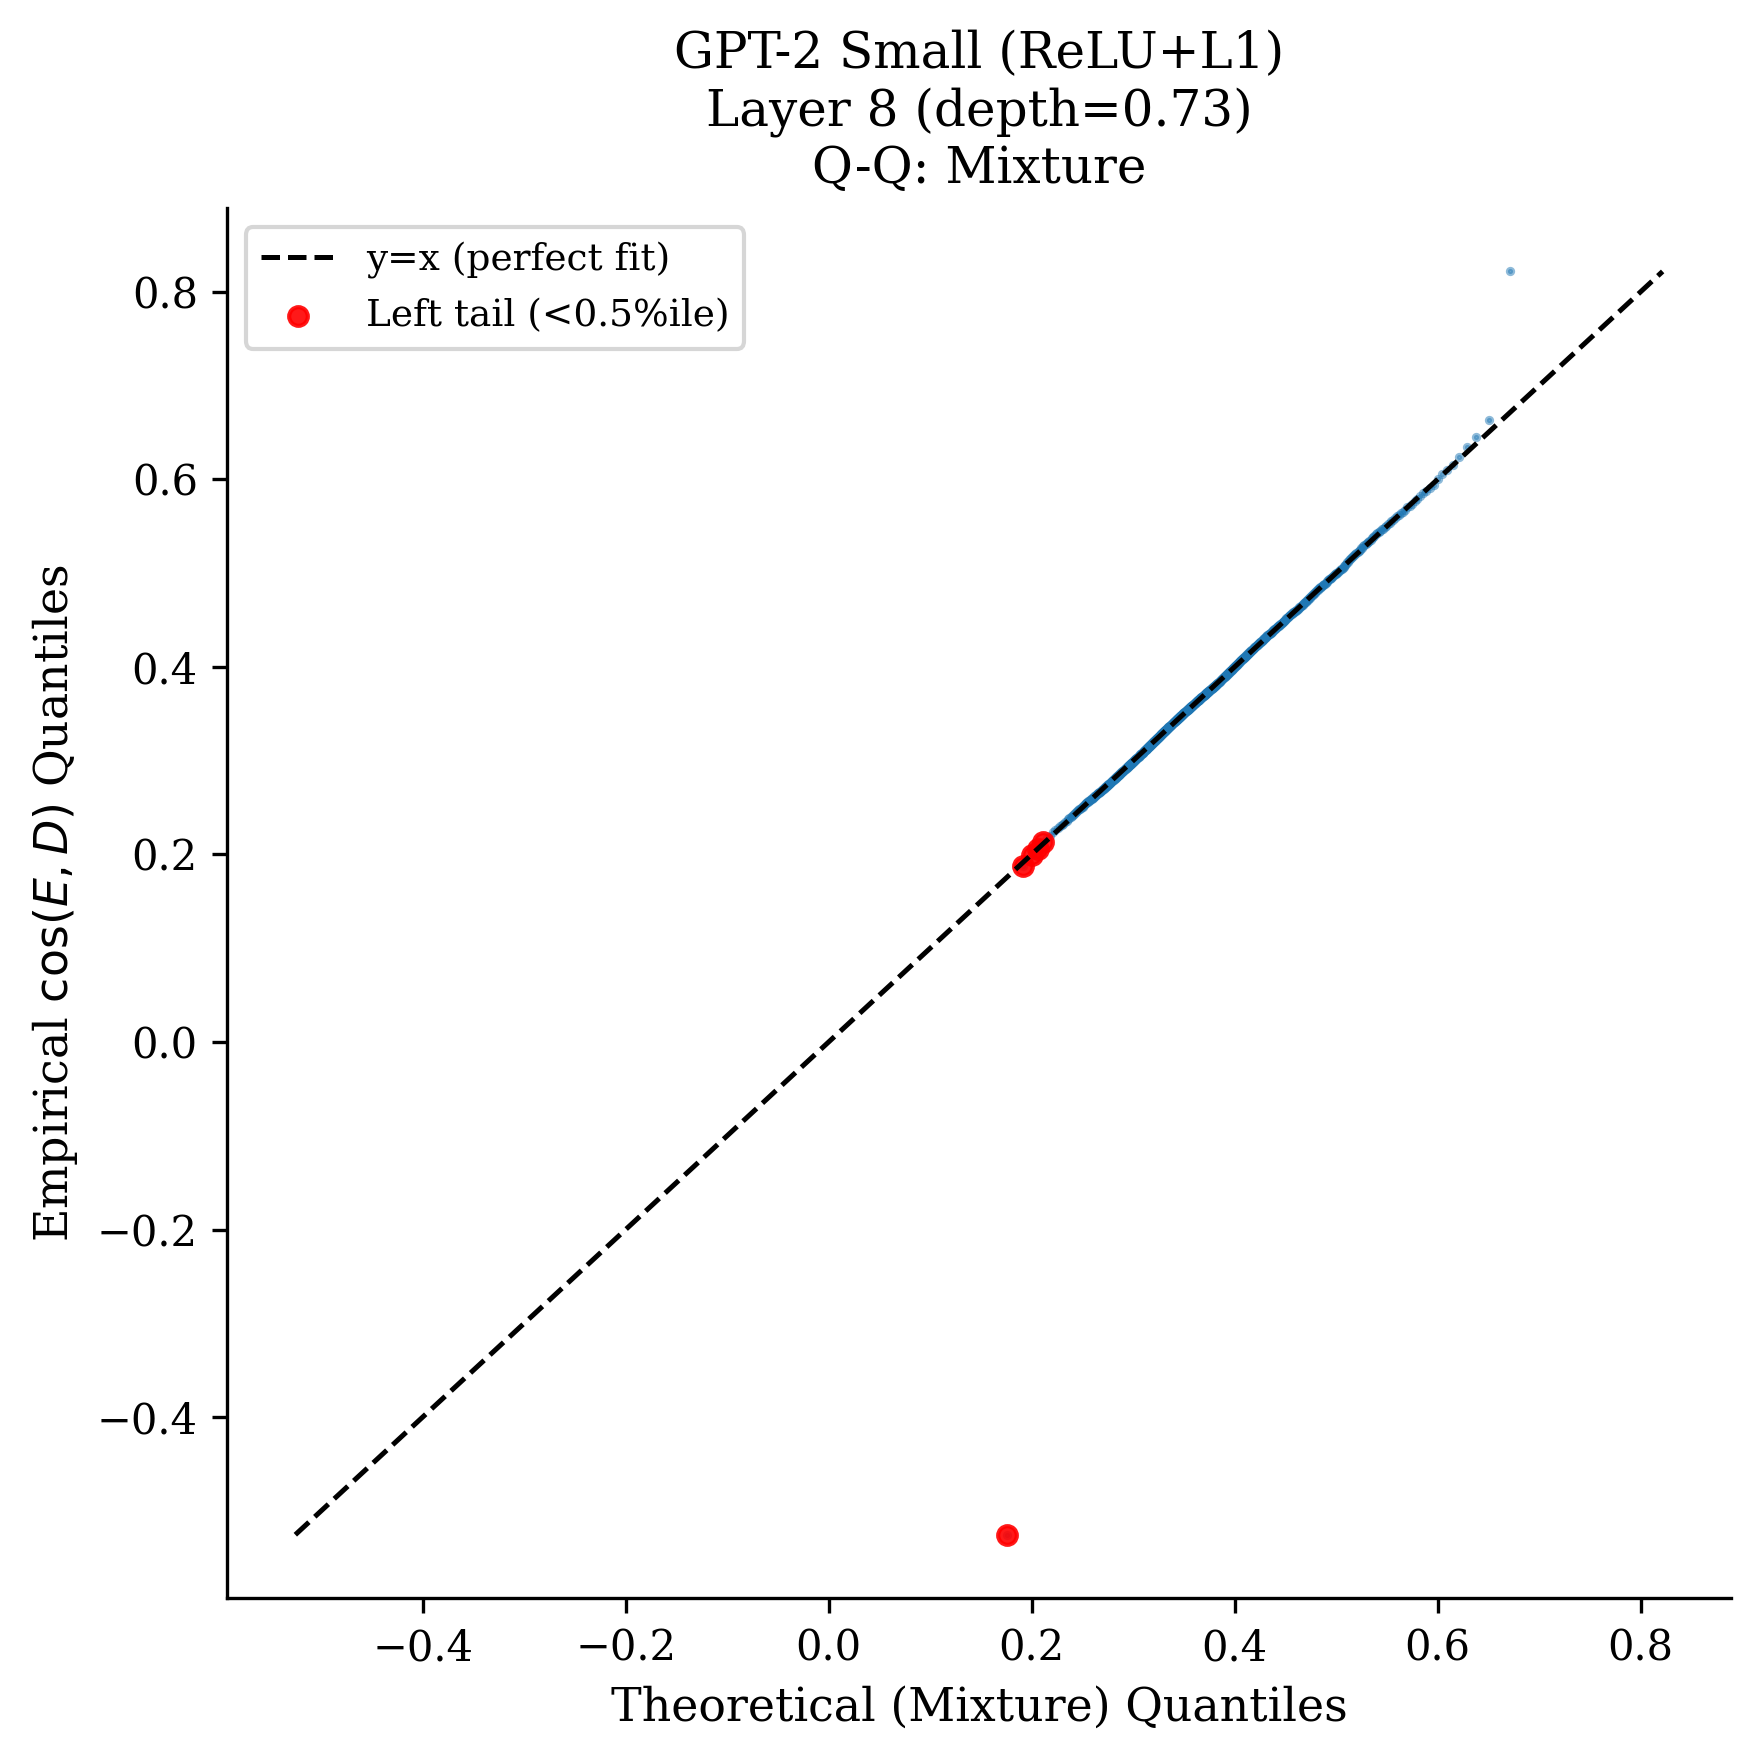 GPT-2 Small (ReLU+L1)
Layer 8 (depth=0.73)
Q-Q: Mixture
y=x (perfect fit)
Left tail (<0.5%ile)
Empirical cos(E, D) Quantiles
0.8
0.6
0.4
0.2
0.0
−0.2
−0.4
−0.4 −0.2 0.0 0.2 0.4 0.6 0.8
Theoretical (Mixture) Quantiles